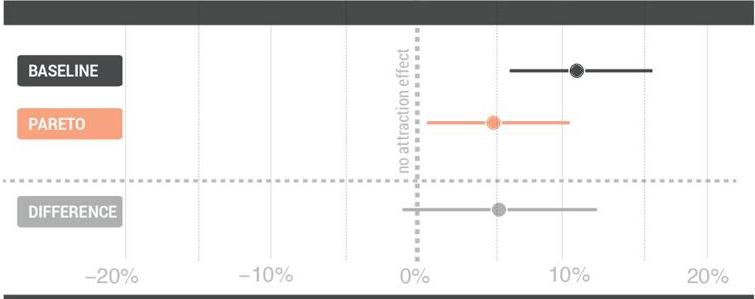 BASELINE
PARETO
no attraction effect
DIFFERENCE
−20%
−10%
0%
10%
20%